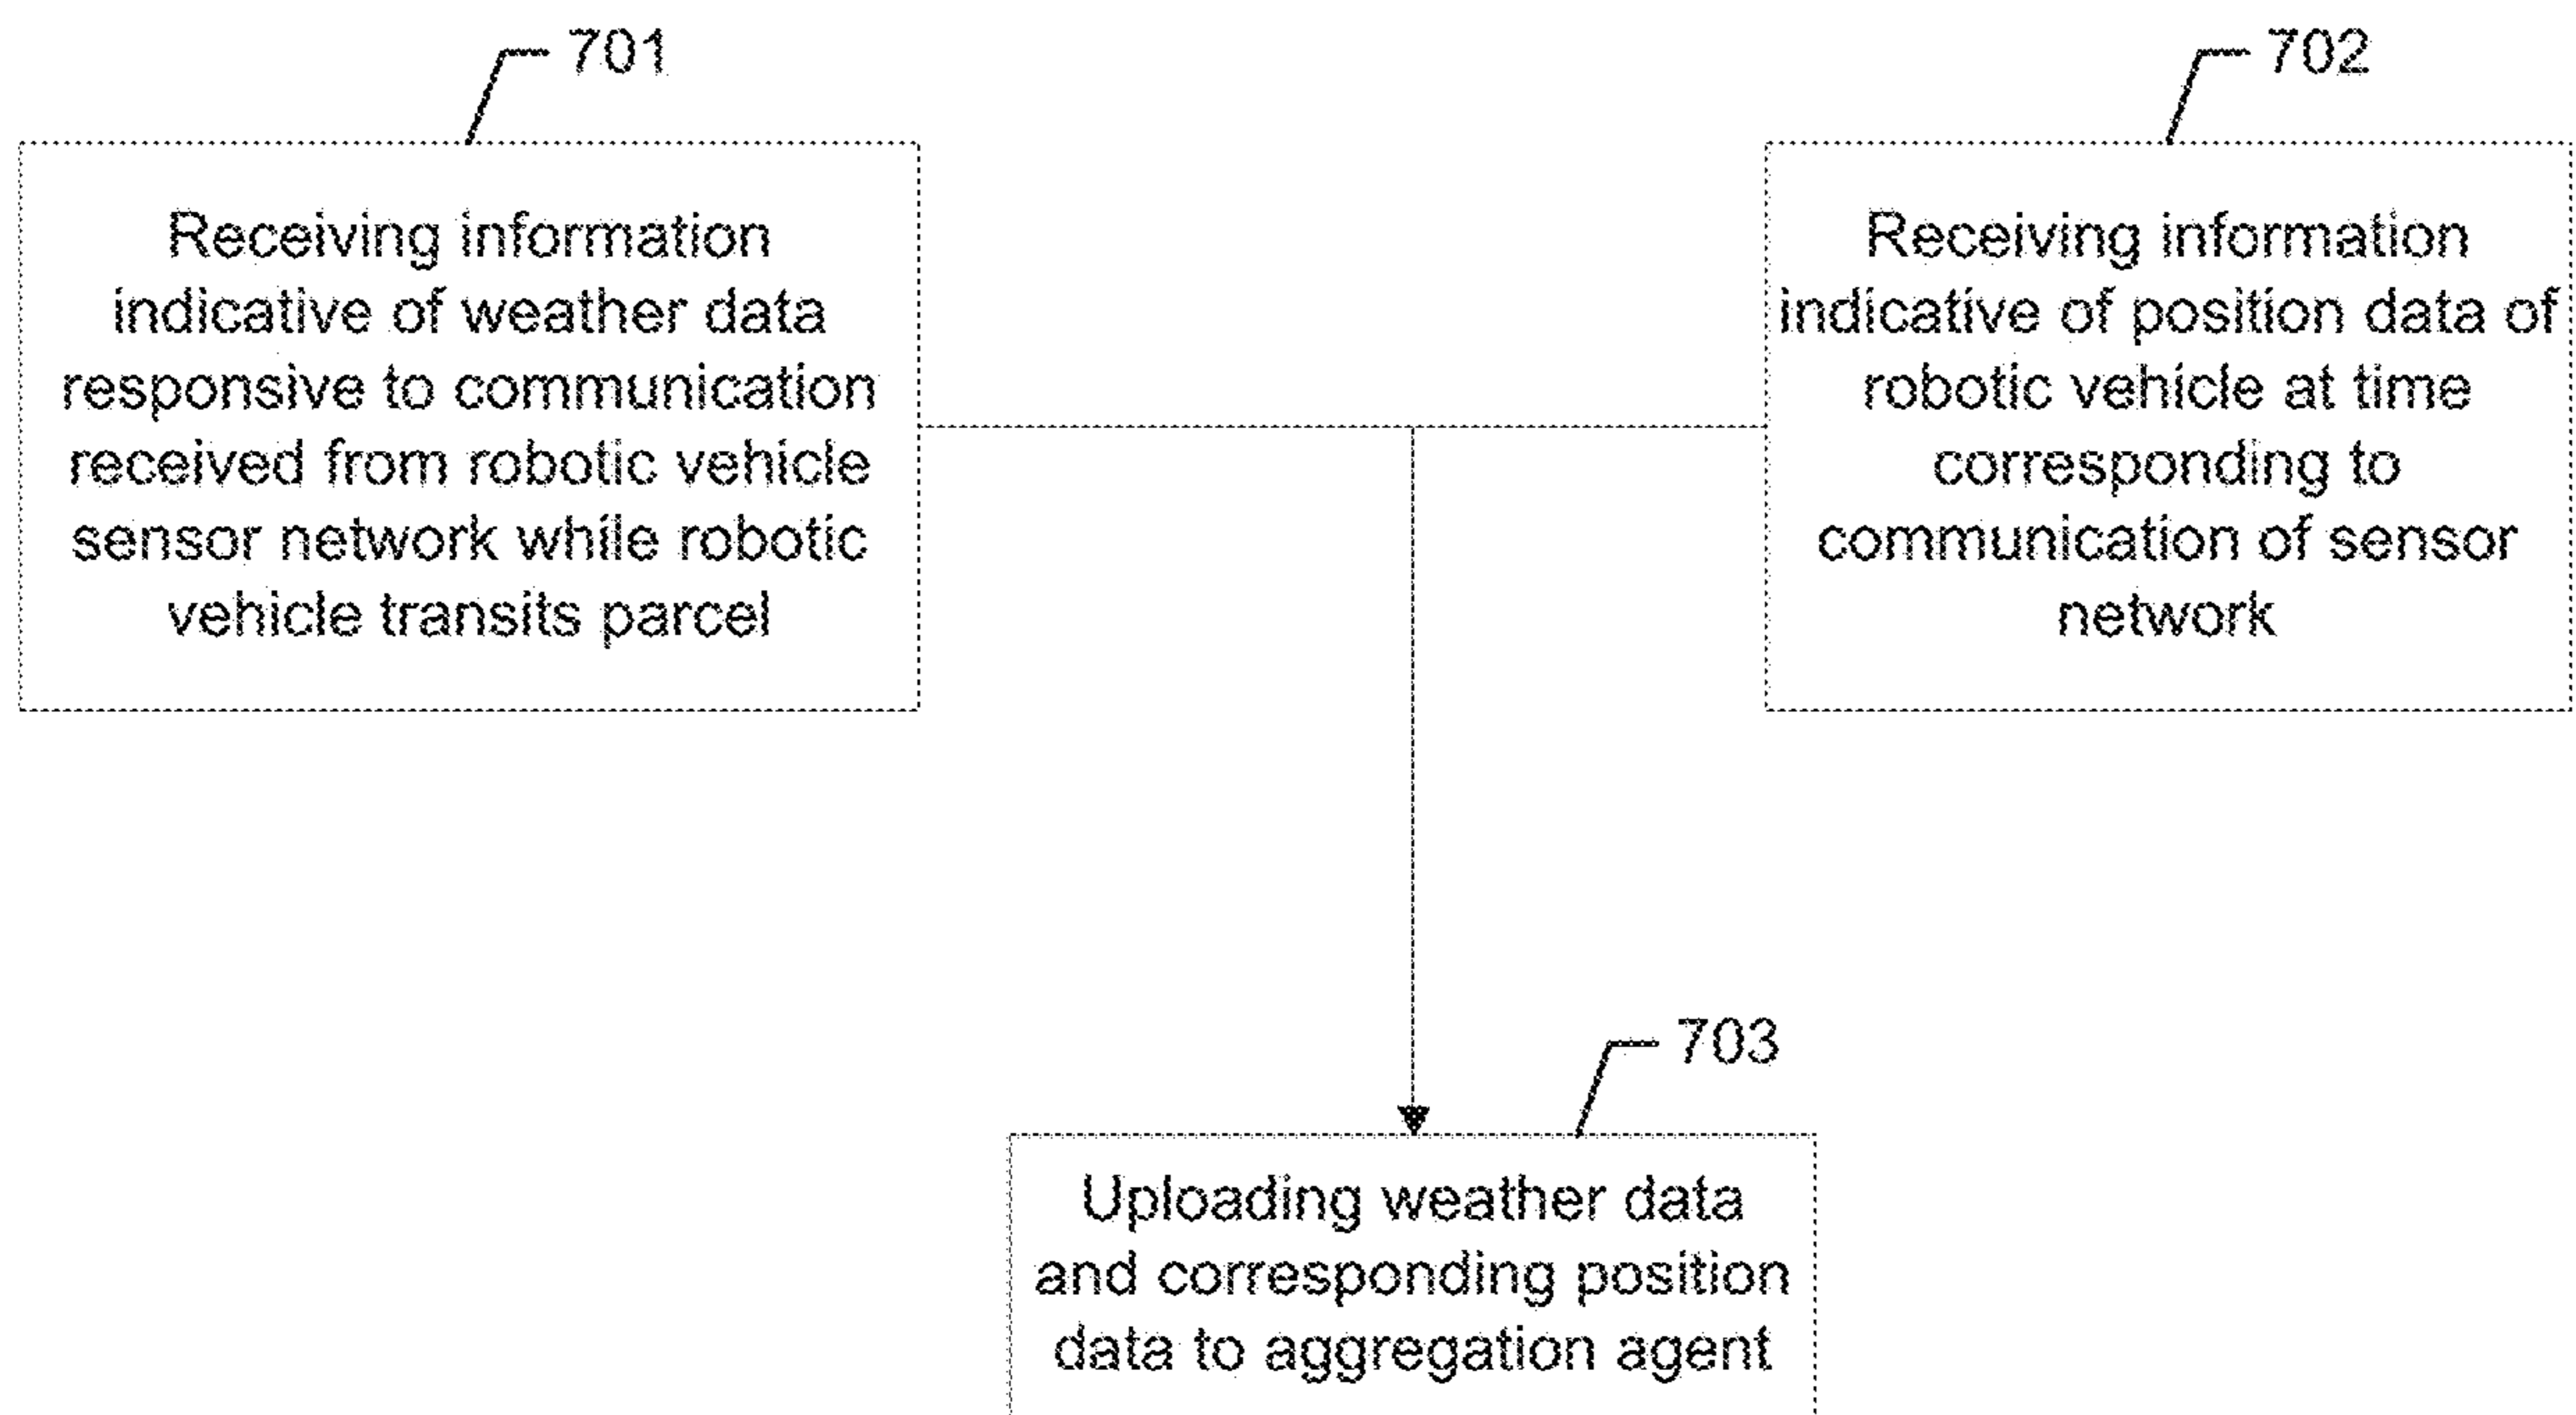 701
Receiving information
indicative of weather data
responsive to communication
received from robotic vehicle
sensor network while robotic
vehicle transits parcel
702
Receiving information
indicative of position data of
robotic vehicle at time
corresponding to
communication of sensor
network
703
Uploading weather data
and corresponding position
data to aggregation agent